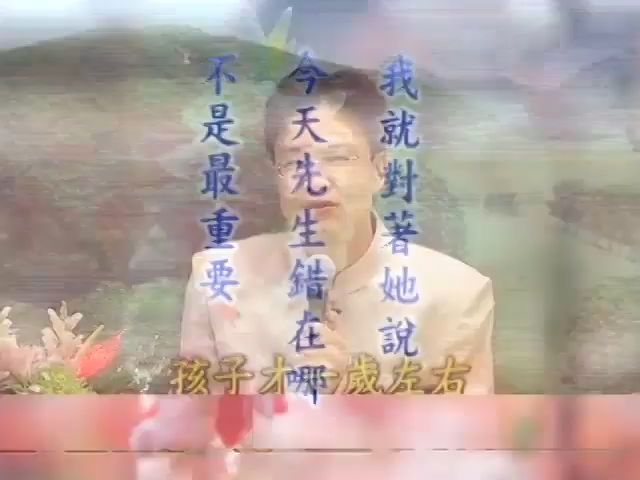 我就對著她說
今天先生錯在哪
不是最重要
孩子才一歲左右